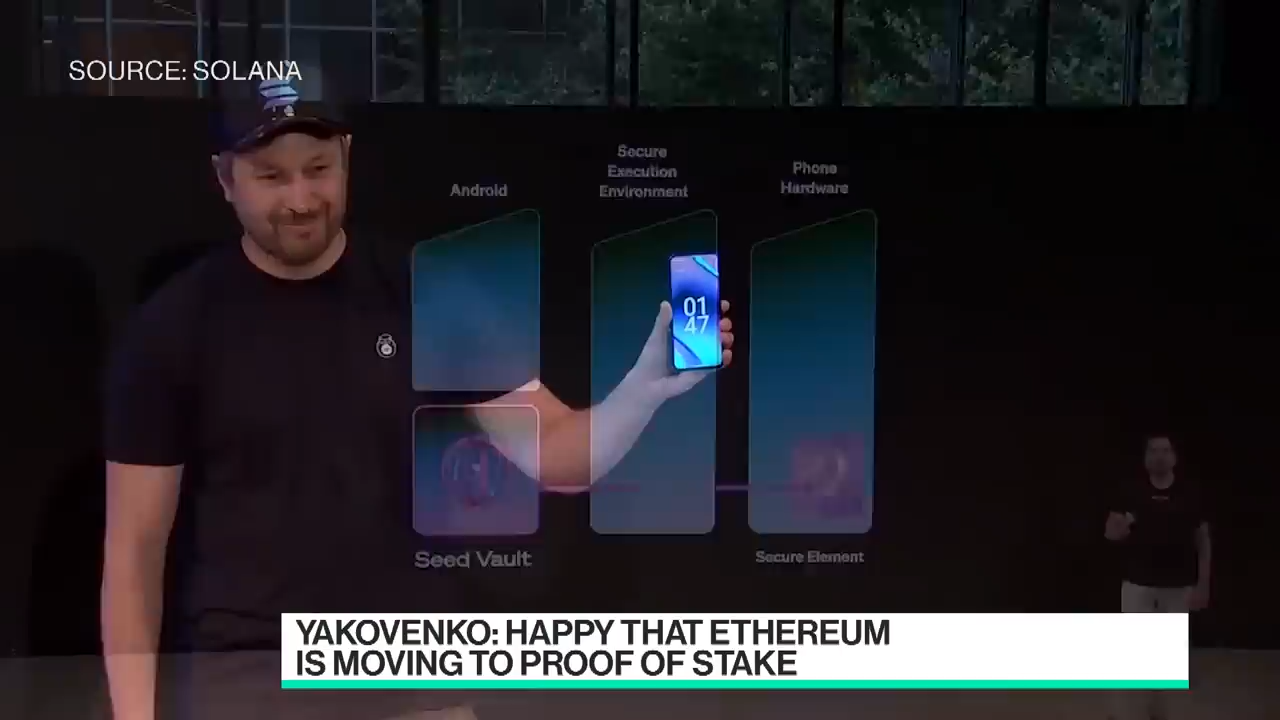 SOURCE: SOLANA
Android
Secure
Execution
Environment
Phone
Hardware
01
47
Seed Vault
Secure Element
YAKOVENKO: HAPPY THAT ETHEREUM
IS MOVING TO PROOF OF STAKE